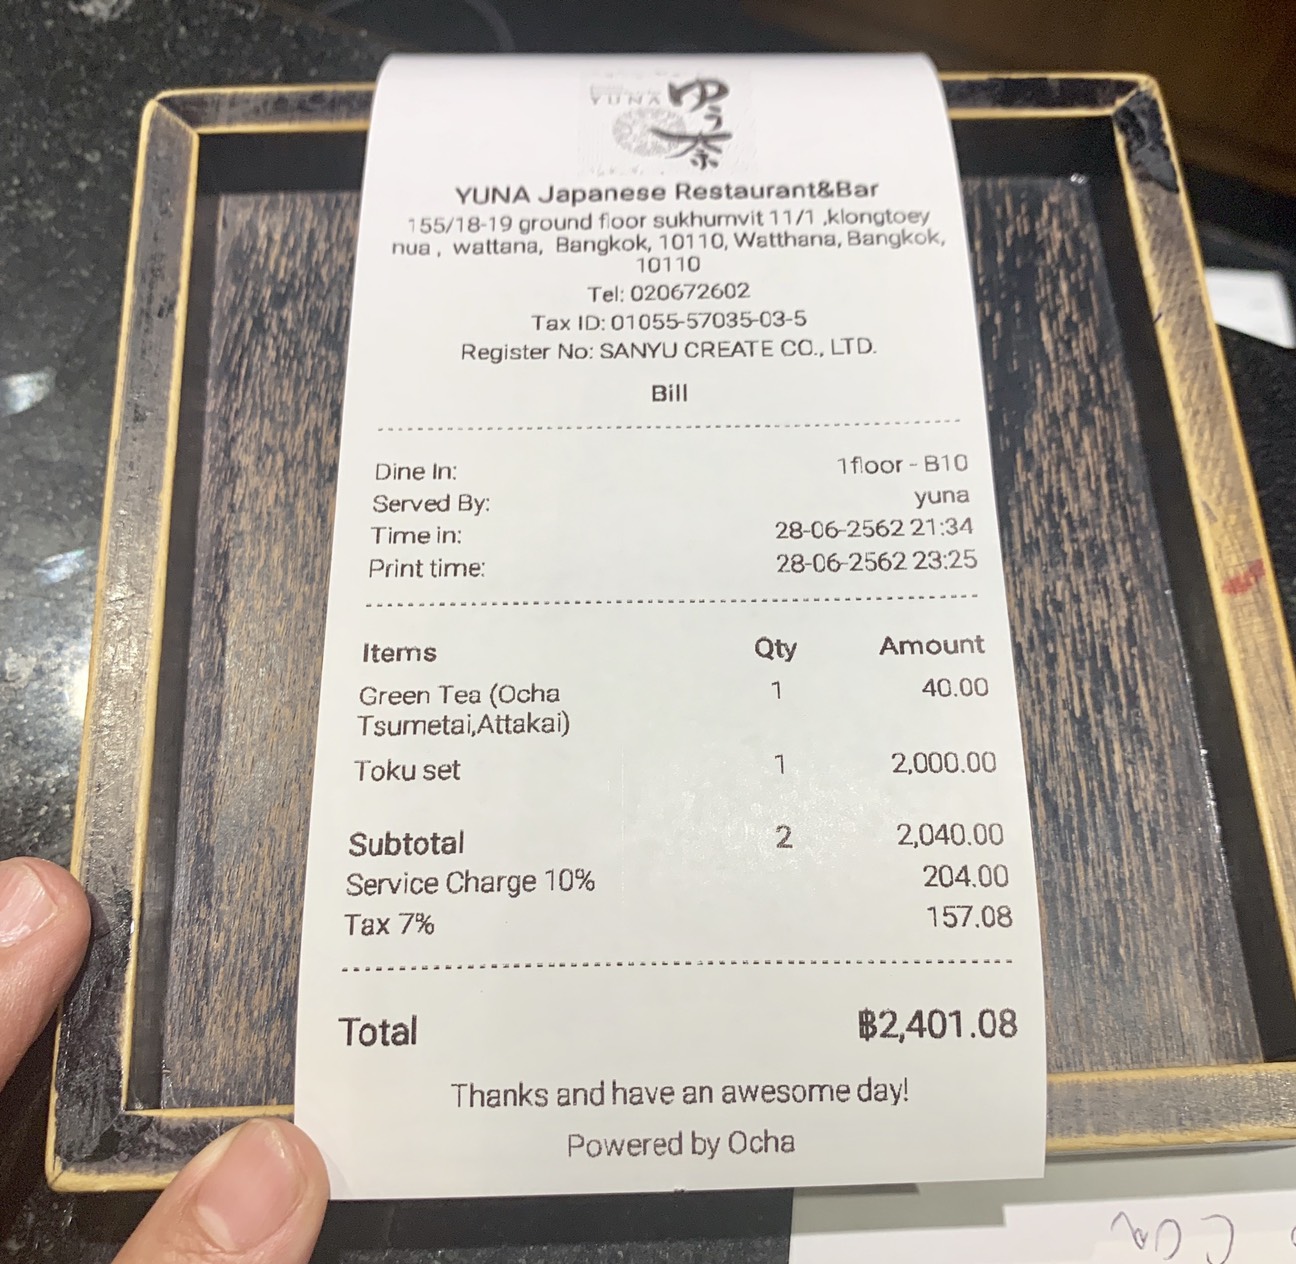 YUNA
ゆう奈
YUNA Japanese Restaurant&Bar
155/18-19 ground floor sukhumvit 11/1 ,klongtoey
nua , wattana, Bangkok, 10110, Watthana, Bangkok,
10110
Tel: 020672602
Tax ID: 01055-57035-03-5
Register No: SANYU CREATE CO., LTD.
Bill
Dine In: 1floor - B10
Served By: yuna
Time in: 28-06-2562 21:34
Print time: 28-06-2562 23:25
Items Qty Amount
Green Tea (Ocha 1 40.00
Tsumetai,Attakai)
Toku set 1 2,000.00
Subtotal 2 2,040.00
Service Charge 10% 204.00
Tax 7% 157.08
Total ฿2,401.08
Thanks and have an awesome day!
Powered by Ocha